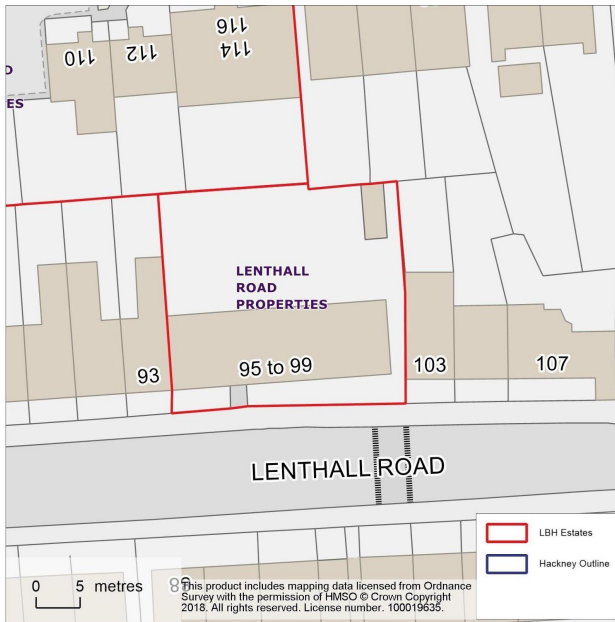 110
112
116
114
D
ES
LENTHALL
ROAD
PROPERTIES
93
95 to 99
103
107
LENTHALL ROAD
LBH Estates
Hackney Outline
0 5 metres
This product includes mapping data licensed from Ordnance
Survey with the permission of HMSO © Crown Copyright
2018. All rights reserved. License number. 100019635.